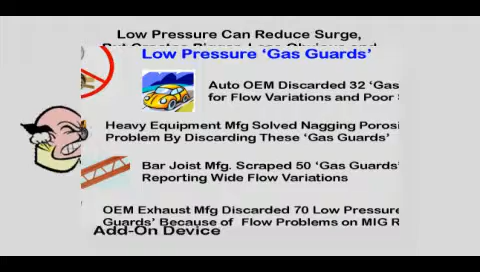 Low Pressure Can Reduce Surge,
Low Pressure ‘Gas Guards’
Auto OEM Discarded 32 ‘Gas
for Flow Variations and Poor
Heavy Equipment Mfg Solved Nagging Porosi
Problem By Discarding These ‘Gas Guards’
Bar Joist Mfg. Scraped 50 ‘Gas Guards’
Reporting Wide Flow Variations
OEM Exhaust Mfg Discarded 70 Low Pressure
Guards’ Because of Flow Problems on MIG R
Add-On Device